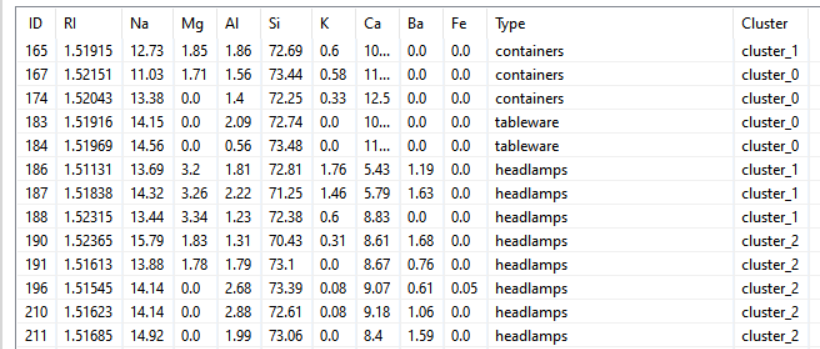 ID RI Na Mg Al Si K Ca Ba Fe Type Cluster
165 1.51915 12.73 1.85 1.86 72.69 0.6 10... 0.0 0.0 containers cluster_1
167 1.52151 11.03 1.71 1.56 73.44 0.58 11... 0.0 0.0 containers cluster_0
174 1.52043 13.38 0.0 1.4 72.25 0.33 12.5 0.0 0.0 containers cluster_0
183 1.51916 14.15 0.0 2.09 72.74 0.0 10... 0.0 0.0 tableware cluster_0
184 1.51969 14.56 0.0 0.56 73.48 0.0 11... 0.0 0.0 tableware cluster_0
186 1.51131 13.69 3.2 1.81 72.81 1.76 5.43 1.19 0.0 headlamps cluster_1
187 1.51838 14.32 3.26 2.22 71.25 1.46 5.79 1.63 0.0 headlamps cluster_1
188 1.52315 13.44 3.34 1.23 72.38 0.6 8.83 0.0 0.0 headlamps cluster_1
190 1.52365 15.79 1.83 1.31 70.43 0.31 8.61 1.68 0.0 headlamps cluster_2
191 1.51613 13.88 1.78 1.79 73.1 0.0 8.67 0.76 0.0 headlamps cluster_2
196 1.51545 14.14 0.0 2.68 73.39 0.08 9.07 0.61 0.05 headlamps cluster_2
210 1.51623 14.14 0.0 2.88 72.61 0.08 9.18 1.06 0.0 headlamps cluster_2
211 1.51685 14.92 0.0 1.99 73.06 0.0 8.4 1.59 0.0 headlamps cluster_2